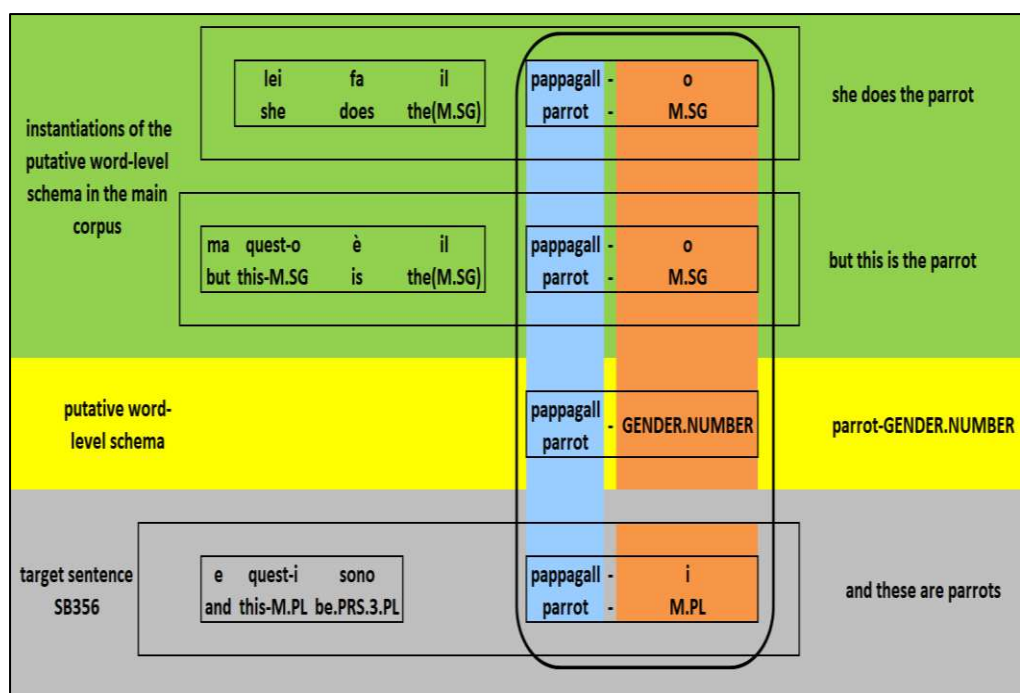 instantiations of the
putative word-level
schema in the main
corpus
lei fa il pappagall - o
she does the(M.SG) parrot - M.SG
she does the parrot
ma quest-o è il pappagall - o
but this-M.SG is the(M.SG) parrot - M.SG
but this is the parrot
putative word-
level schema
pappagall
parrot
- GENDER.NUMBER
parrot-GENDER.NUMBER
target sentence
SB356
e quest-i sono pappagall - i
and this-M.PL be.PRS.3.PL parrot - M.PL
and these are parrots